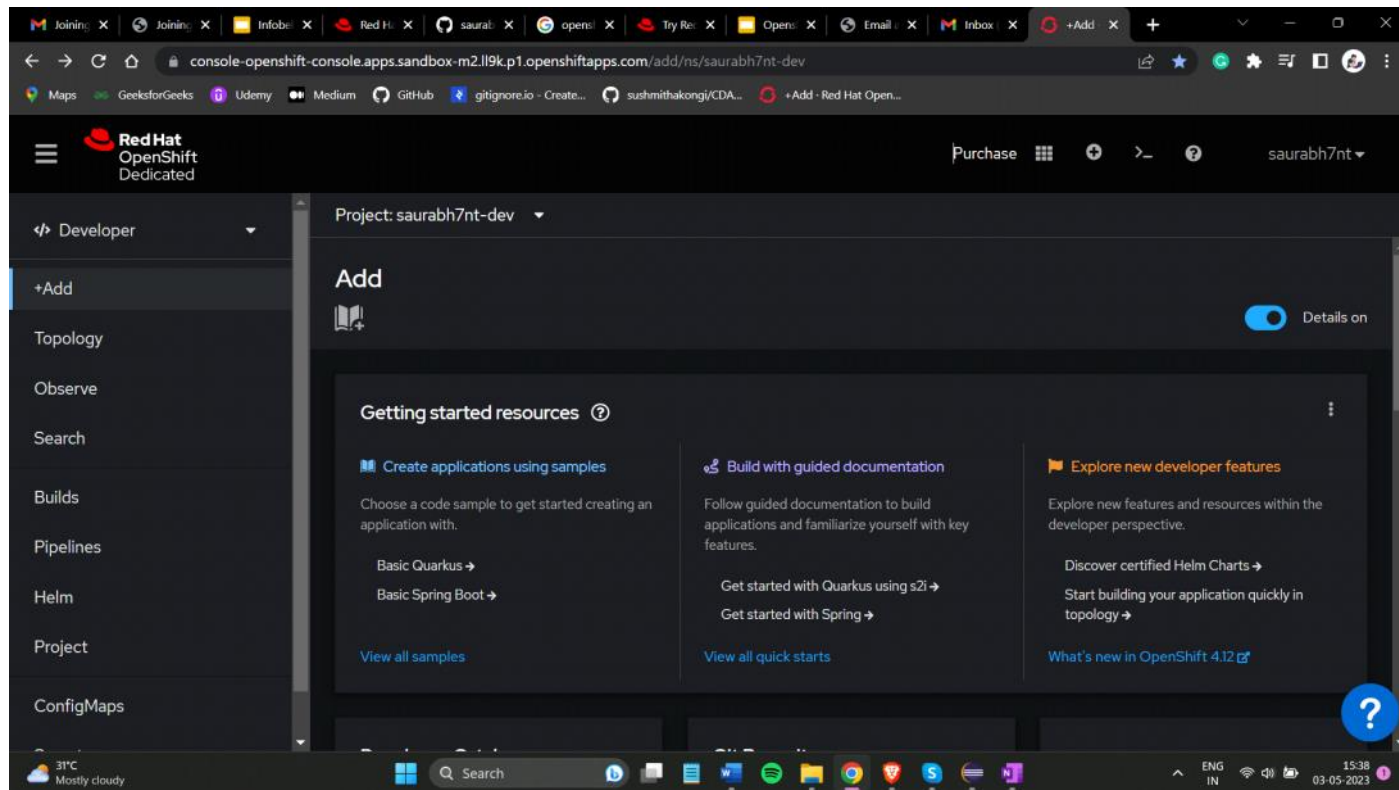 Joining
Joining
Infobel
Red H
saurab
opens
Try Rec
Opens
Email
Inbox (
+Add
console-openshift-console.apps.sandbox-m2.ll9k.p1.openshiftapps.com/add/ns/saurabh7nt-dev
Maps
GeeksforGeeks
Udemy
Medium
GitHub
gitignore.io - Create...
sushmithakongi/CDA...
+Add · Red Hat Open...
Red Hat
OpenShift
Dedicated
Purchase
saurabh7nt
</> Developer
Project: saurabh7nt-dev
+Add
Topology
Observe
Search
Builds
Pipelines
Helm
Project
ConfigMaps
Add
Details on
Getting started resources
Create applications using samples
Choose a code sample to get started creating an
application with.
Basic Quarkus →
Basic Spring Boot →
View all samples
Build with guided documentation
Follow guided documentation to build
applications and familiarize yourself with key
features.
Get started with Quarkus using s2i →
Get started with Spring →
View all quick starts
Explore new developer features
Explore new features and resources within the
developer perspective.
Discover certified Helm Charts →
Start building your application quickly in
topology →
What's new in OpenShift 4.12
?
31°C
Mostly cloudy
Search
ENG
IN
15:38
03-05-2023
1